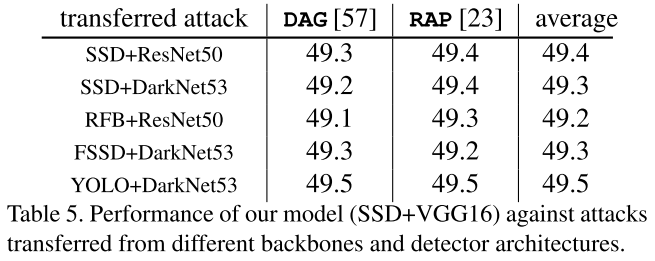 transferred attack DAG [57] RAP [23] average
SSD+ResNet50 49.3 49.4 49.4
SSD+DarkNet53 49.2 49.4 49.3
RFB+ResNet50 49.1 49.3 49.2
FSSD+DarkNet53 49.3 49.2 49.3
YOLO+DarkNet53 49.5 49.5 49.5
Table 5. Performance of our model (SSD+VGG16) against attacks
transferred from different backbones and detector architectures.